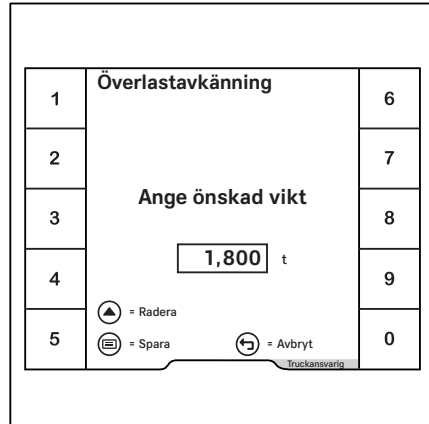 Överlastavkänning
1
6
2
7
Ange önskad vikt
3
8
1,800 t
4
9
= Radera
5
= Spara
= Avbryt
0
Truckansvarig